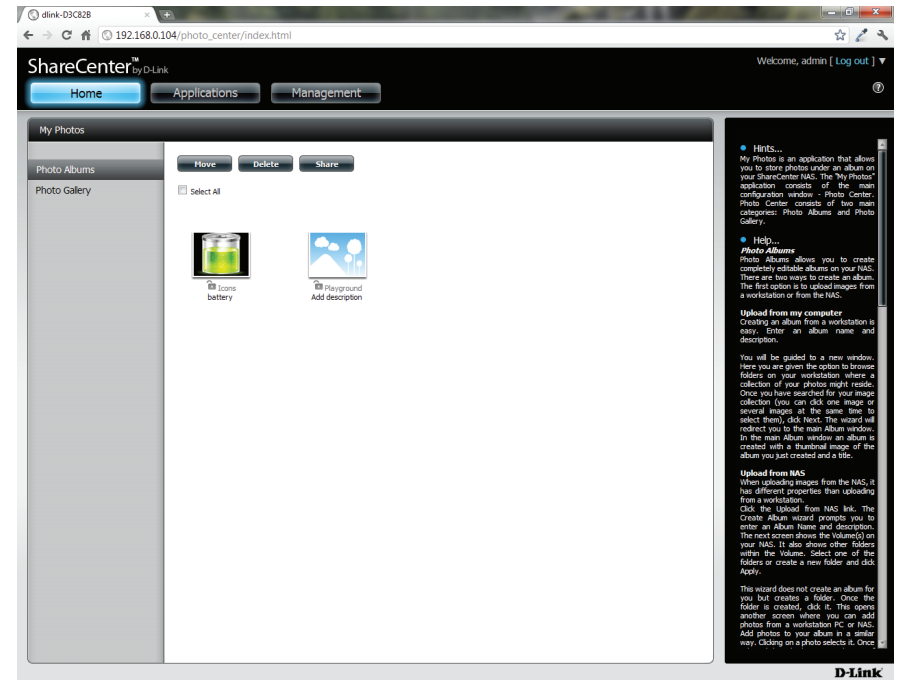 dlink-D3C82B
192.168.0.104/photo_center/index.html
ShareCenter™ by D-Link
Welcome, admin [ Log out ] ▼
Home Applications Management
My Photos
Photo Albums
Photo Gallery
Move Delete Share
Select All
Icons
battery
Playground
Add description
Hints...
My Photos is an application that allows
you to store photos under an album on
your ShareCenter NAS. The "My Photos"
application consists of the main
configuration window - Photo Center.
Photo Center consists of two main
categories: Photo Albums and Photo
Gallery.
Help...
Photo Albums
Photo Albums allows you to create
completely editable albums on your NAS.
There are two ways to create an album.
The first option is to upload images from
a workstation or from the NAS.
Upload from my computer
Creating an album from a workstation is
easy. Enter an album name and
description.
You will be guided to a new window.
Here you are given the option to browse
folders on your workstation where a
collection of your photos might reside.
Once you have searched for your image
collection (you can click one image or
several images at the same time to
select them), click Next. The wizard will
redirect you to the main Album window.
In the main Album window an album is
created with a thumbnail image of the
album you just created and a title.
Upload from NAS
When uploading images from the NAS, it
has different properties than uploading
from a workstation.
Click the Upload from NAS link. The
Create Album wizard prompts you to
enter an Album Name and description.
The next screen shows the Volume(s) on
your NAS. It also shows other folders
within the Volume. Select one of the
folders or create a new folder and click
Apply.
This wizard does not create an album for
you but creates a folder. Once the
folder is created, click it. This opens
another screen where you can add
photos from a workstation PC or NAS.
Add photos to your album in a similar
way. Clicking on a photo selects it. Once
D-Link